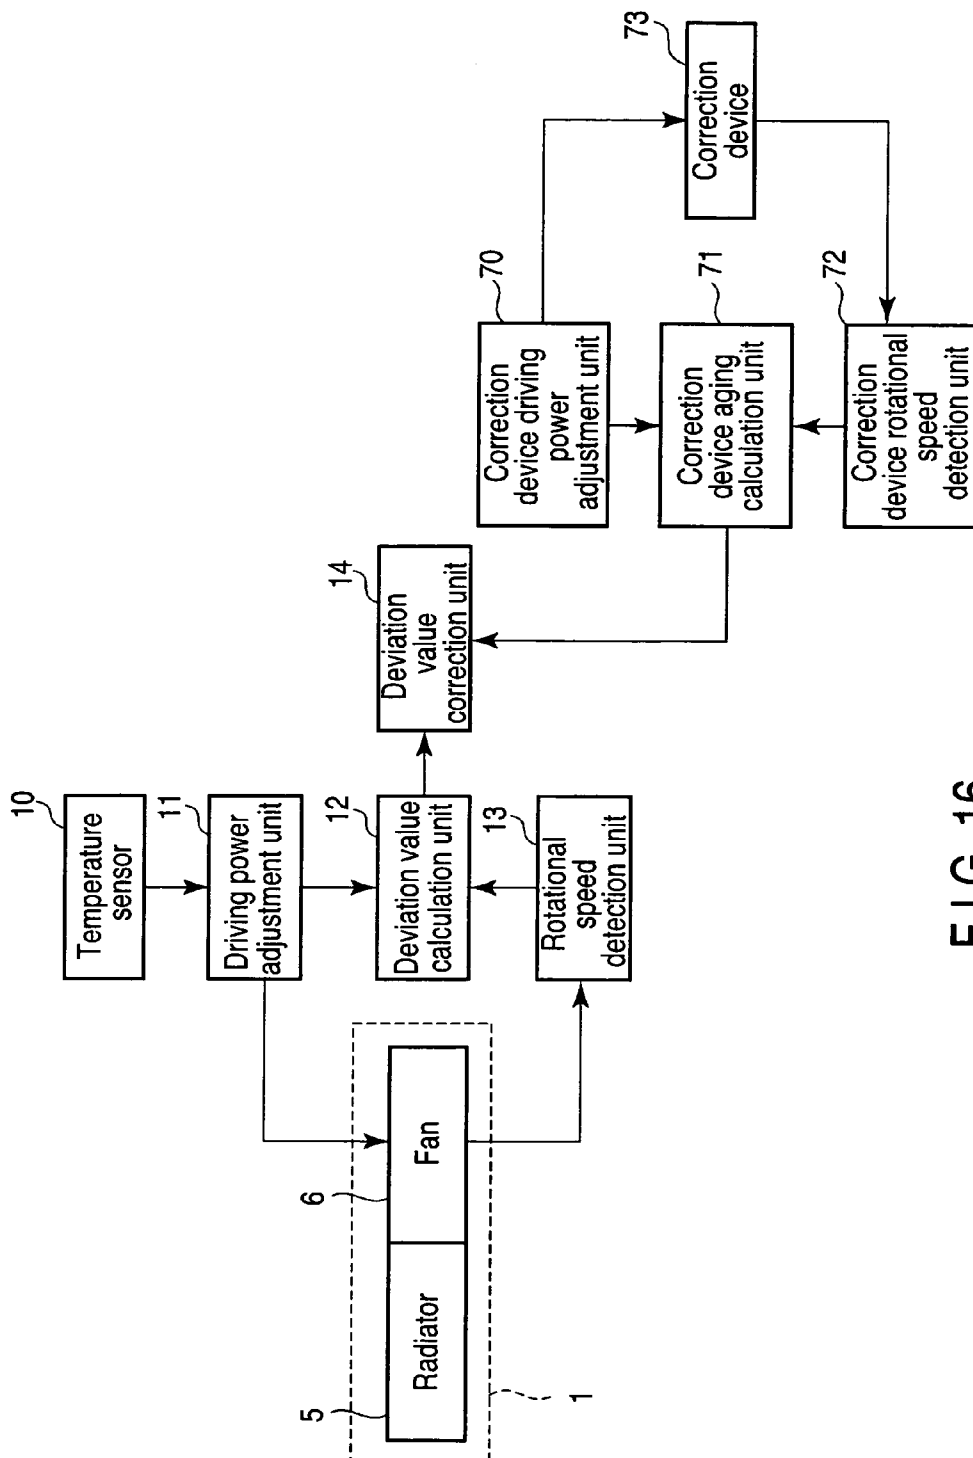 10
Temperature
sensor
11
Driving power
adjustment unit
12
Deviation value
calculation unit
13
Rotational
speed
detection unit
14
Deviation
value
correction unit
5
Radiator
6
Fan
1
70
Correction
device driving
power
adjustment unit
71
Correction
device aging
calculation unit
72
Correction
device rotational
speed
detection unit
73
Correction
device
F I G. 16